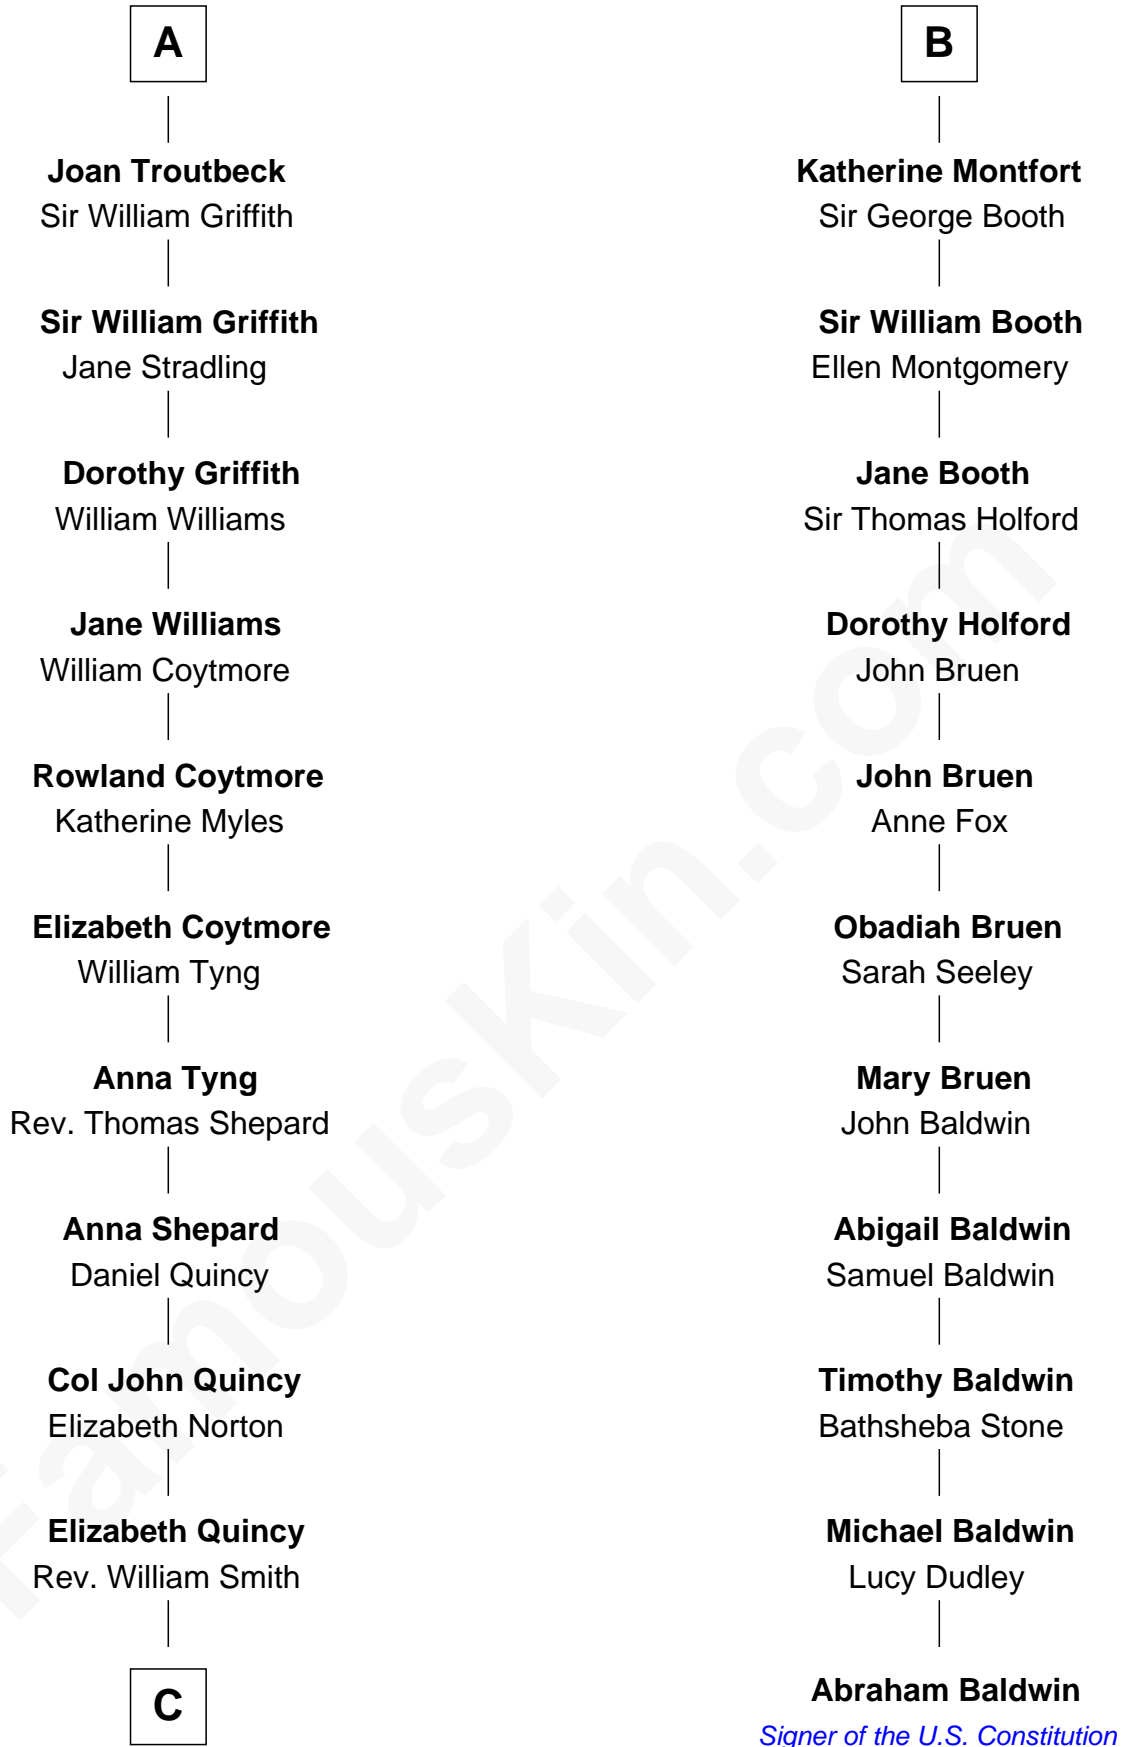 A
Joan Troutbeck
Sir William Griffith
Sir William Griffith
Jane Stradling
Dorothy Griffith
William Williams
Jane Williams
William Coytmore
Rowland Coytmore
Katherine Myles
Elizabeth Coytmore
William Tyng
Anna Tyng
Rev. Thomas Shepard
Anna Shepard
Daniel Quincy
Col John Quincy
Elizabeth Norton
Elizabeth Quincy
Rev. William Smith
C
B
Katherine Montfort
Sir George Booth
Sir William Booth
Ellen Montgomery
Jane Booth
Sir Thomas Holford
Dorothy Holford
John Bruen
John Bruen
Anne Fox
Obadiah Bruen
Sarah Seeley
Mary Bruen
John Baldwin
Abigail Baldwin
Samuel Baldwin
Timothy Baldwin
Bathsheba Stone
Michael Baldwin
Lucy Dudley
Abraham Baldwin
Signer of the U.S. Constitution
FamousKin.com